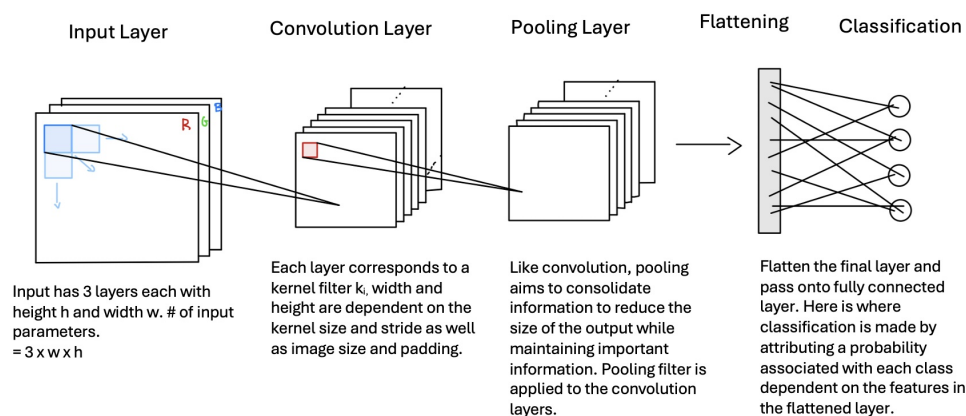 Input Layer
Convolution Layer
Pooling Layer
Flattening
Classification
R
G
B
Input has 3 layers each with
height h and width w. # of input
parameters.
= 3 x w x h
Each layer corresponds to a
kernel filter kᵢ, width and
height are dependent on the
kernel size and stride as well
as image size and padding.
Like convolution, pooling
aims to consolidate
information to reduce the
size of the output while
maintaining important
information. Pooling filter is
applied to the convolution
layers.
Flatten the final layer and
pass onto fully connected
layer. Here is where
classification is made by
attributing a probability
associated with each class
dependent on the features in
the flattened layer.